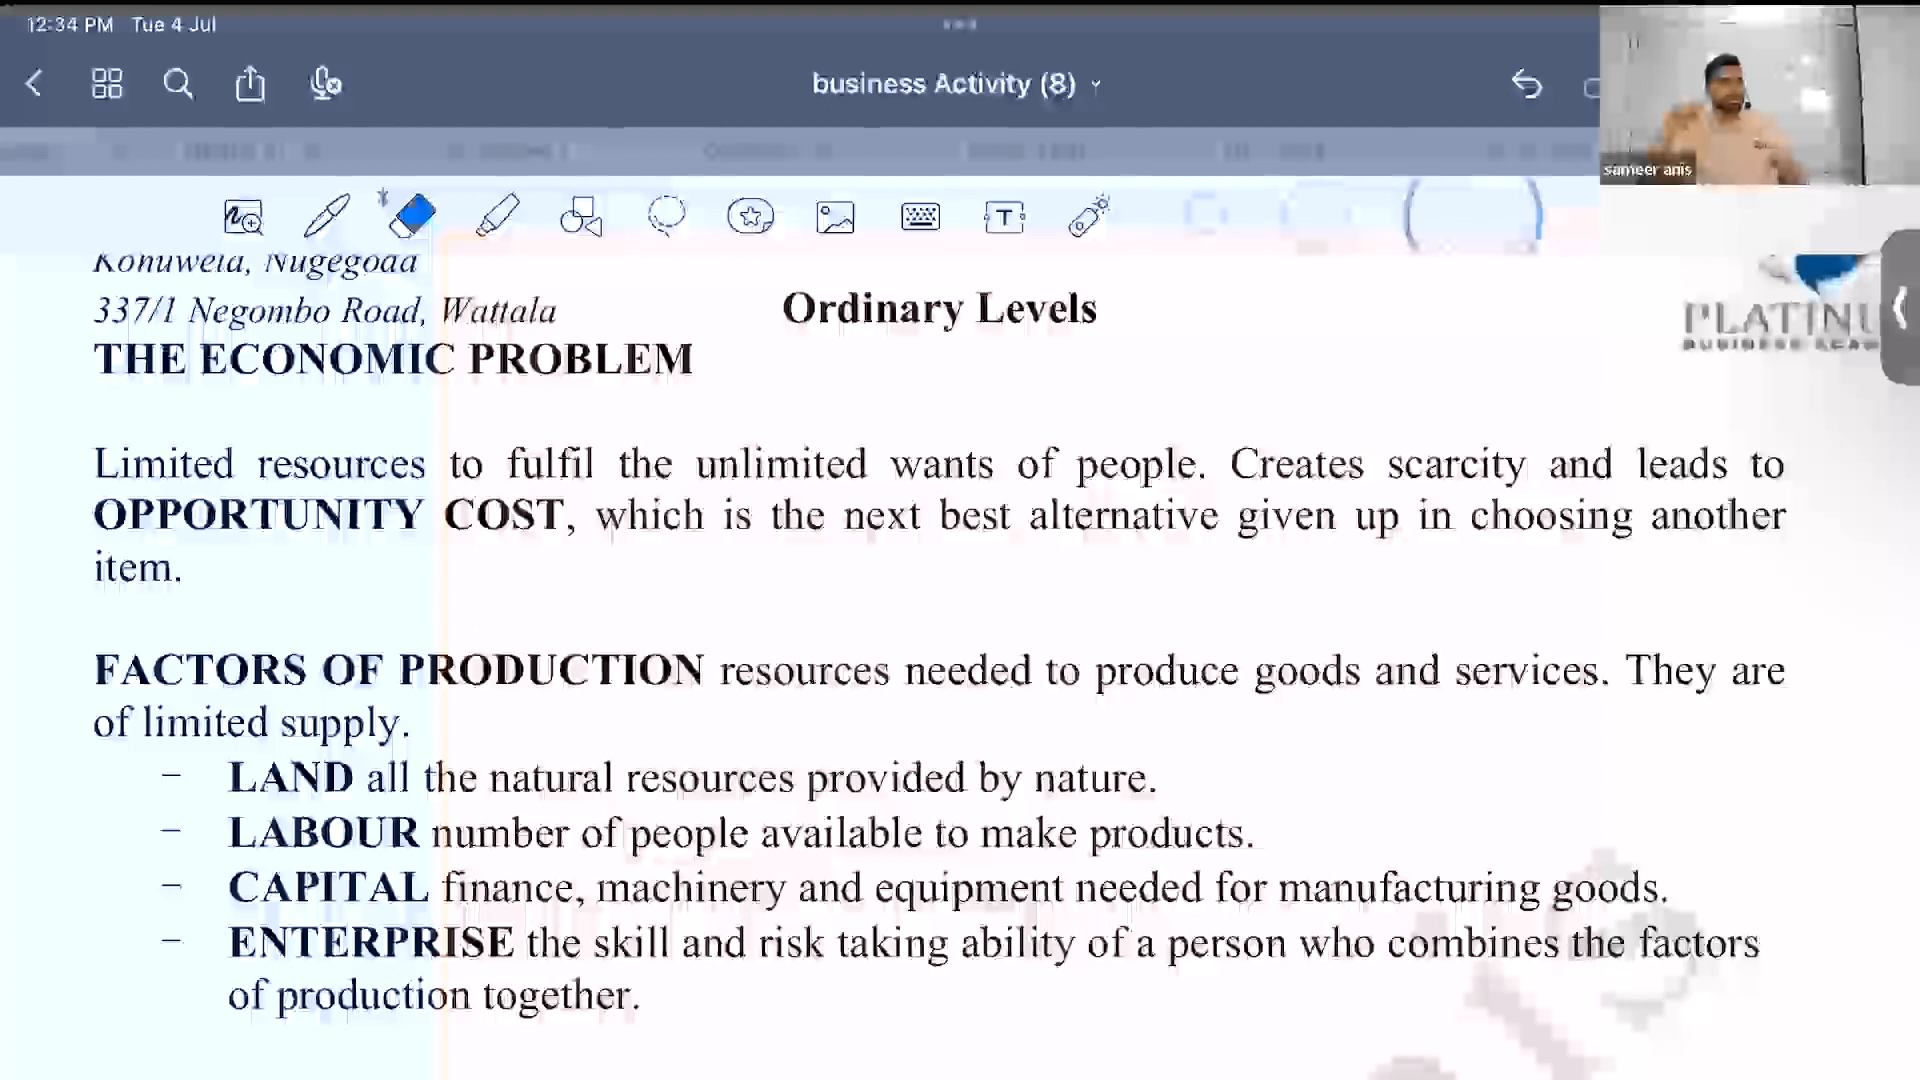 12:34 PM Tue 4 Jul
business Activity (8)
sameer anis
Kohuwela, Nugegoda
337/1 Negombo Road, Wattala
Ordinary Levels
PLATINU
THE ECONOMIC PROBLEM
Limited resources to fulfil the unlimited wants of people. Creates scarcity and leads to
OPPORTUNITY COST, which is the next best alternative given up in choosing another
item.
FACTORS OF PRODUCTION resources needed to produce goods and services. They are
of limited supply.
– LAND all the natural resources provided by nature.
– LABOUR number of people available to make products.
– CAPITAL finance, machinery and equipment needed for manufacturing goods.
– ENTERPRISE the skill and risk taking ability of a person who combines the factors
of production together.